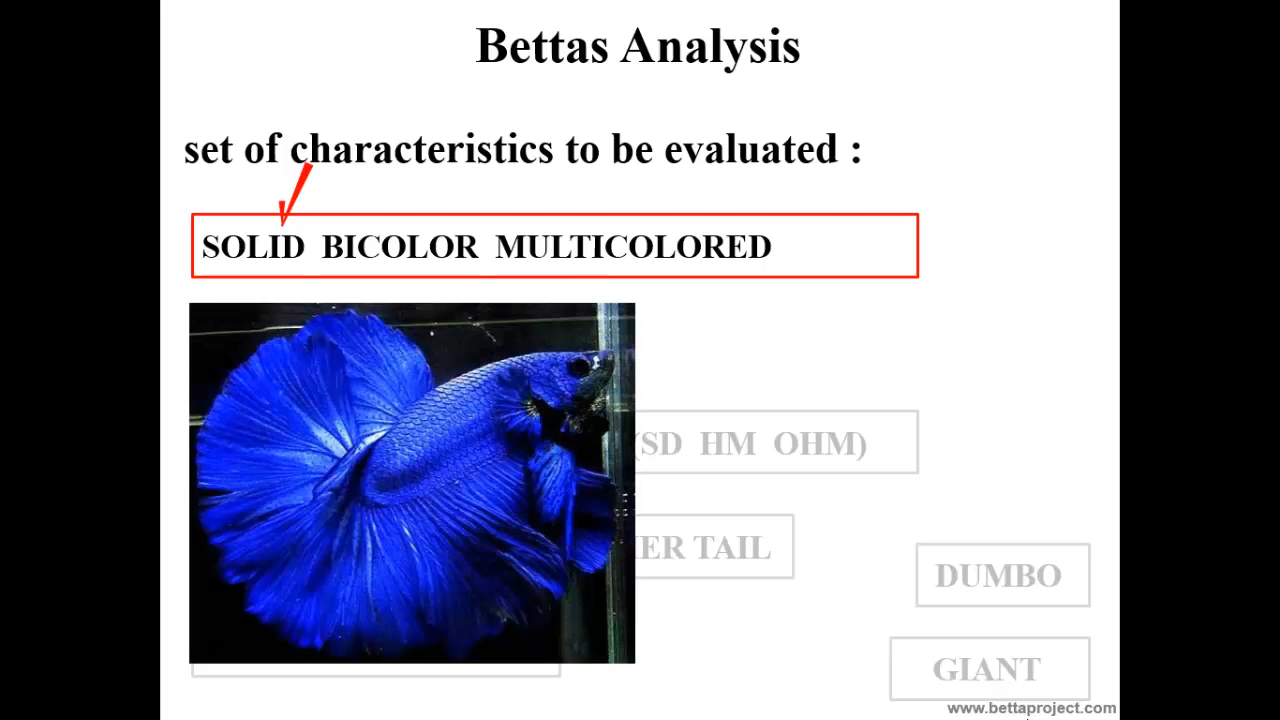 Bettas Analysis
set of characteristics to be evaluated :
SOLID BICOLOR MULTICOLORED
(SD HM OHM)
TAIL
DUMBO
GIANT
www.bettaproject.com